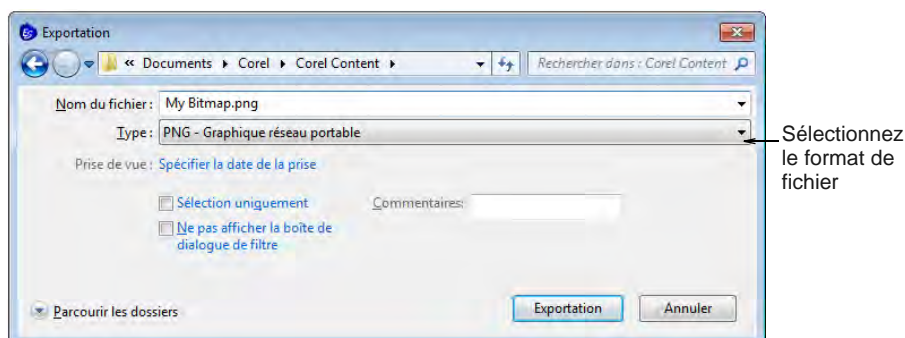 Exportation
« Documents Corel Corel Content
Rechercher dans : Corel Content
Nom du fichier : My Bitmap.png
Type : PNG - Graphique réseau portable
Sélectionnez
le format de
fichier
Prise de vue : Spécifier la date de la prise
Sélection uniquement
Commentaires:
Ne pas afficher la boîte de
dialogue de filtre
Parcourir les dossiers
Exportation
Annuler